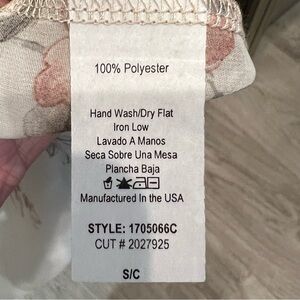 100% Polyester
Hand Wash/Dry Flat
Iron Low
Lavado A Manos
Seca Sobre Una Mesa
Plancha Baja
Manufactured In the USA
STYLE: 1705066C
CUT # 2027925
S/C